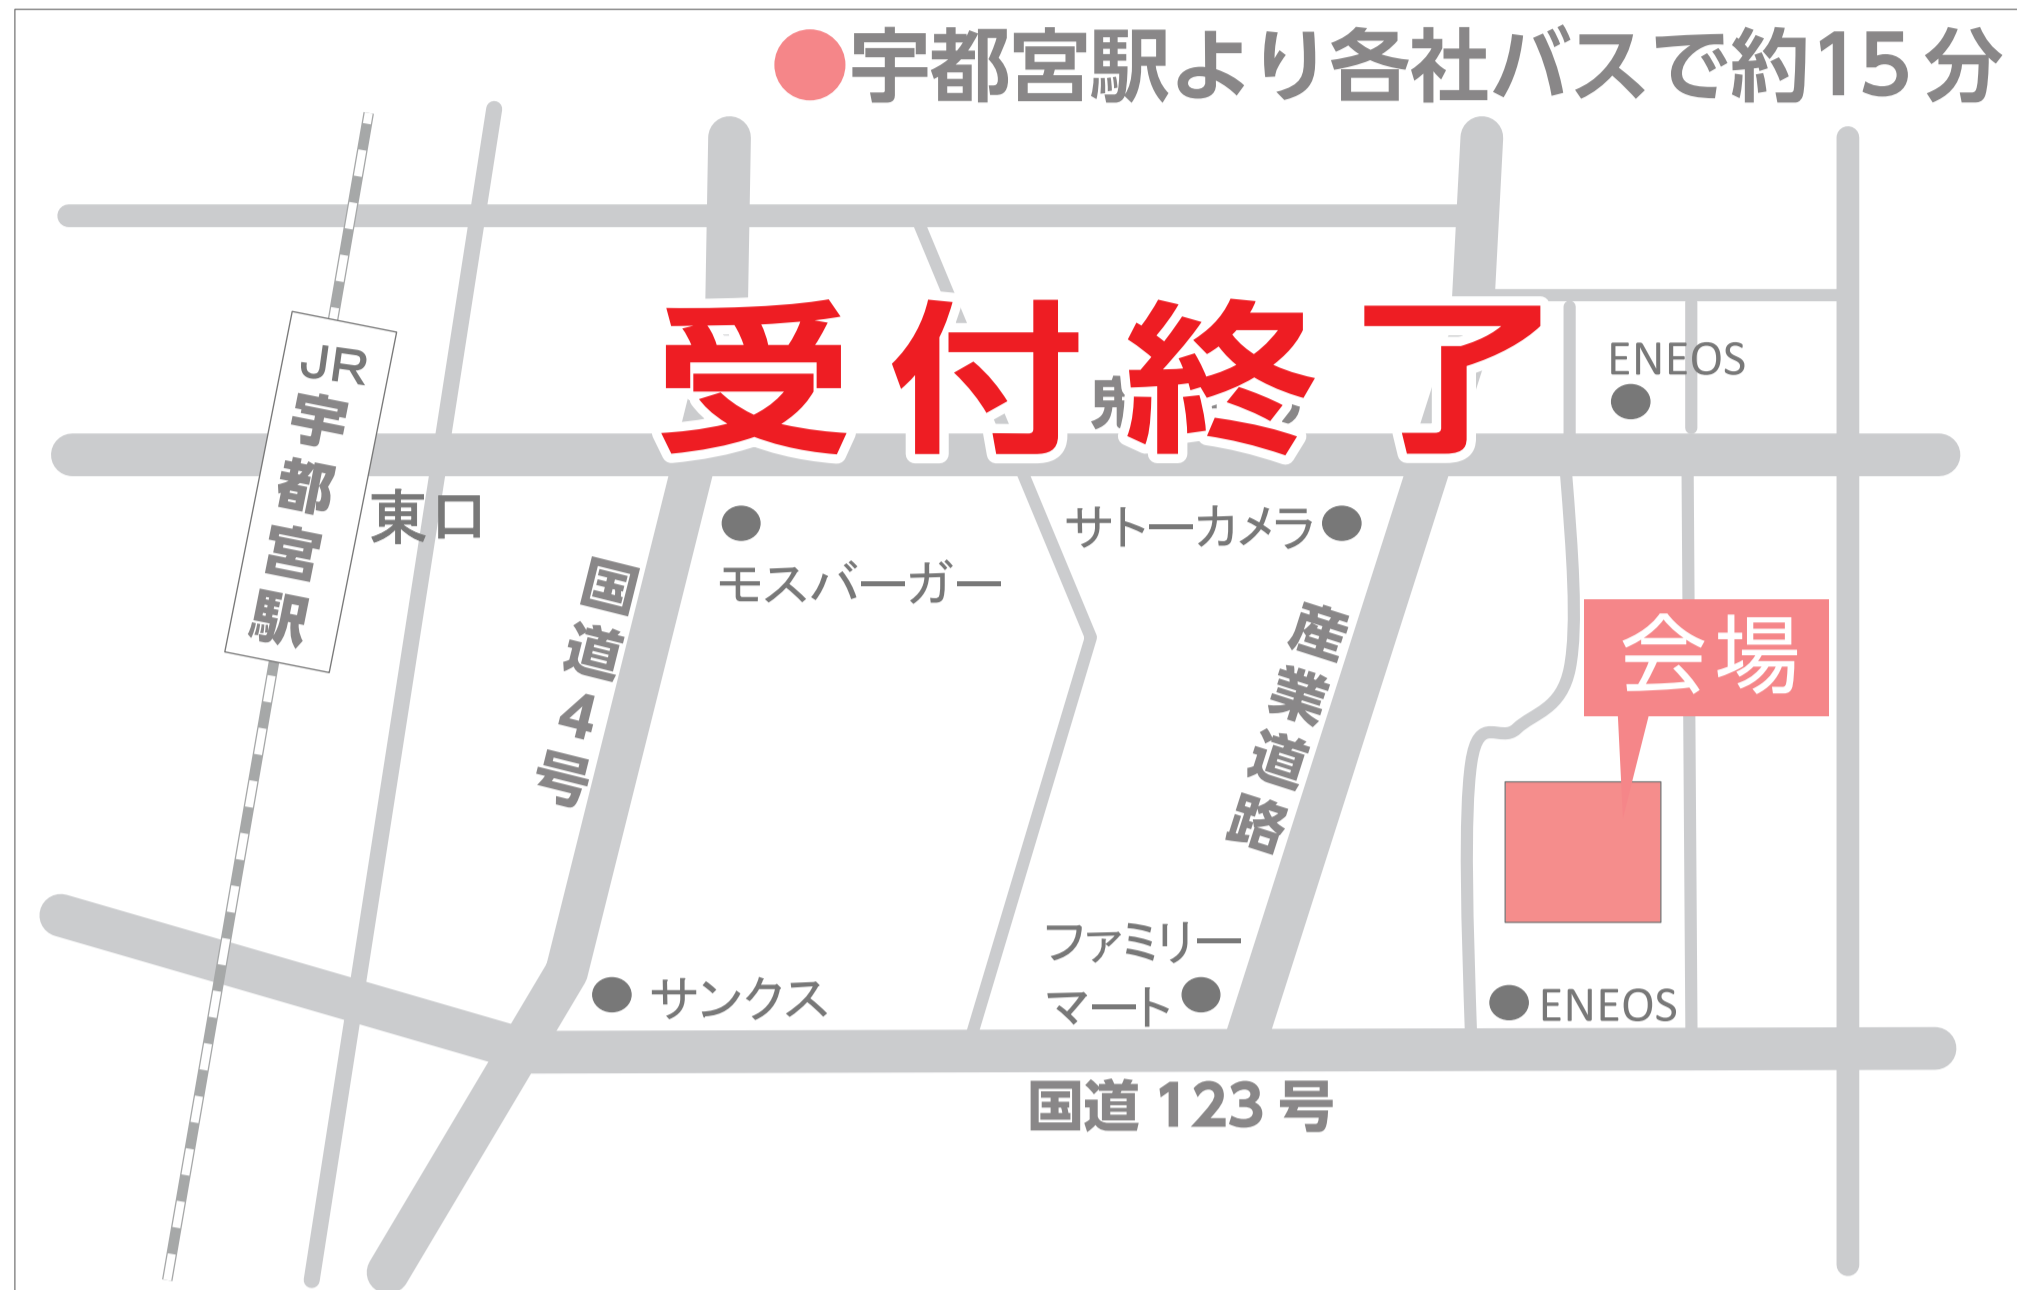 ●宇都宮駅より各社バスで約15分
受付終了
ENEOS
JR宇都宮駅
東口
サトーカメラ
モスバーガー
国道4号
産業道路
会場
ファミリー
マート
サンクス
ENEOS
国道123号